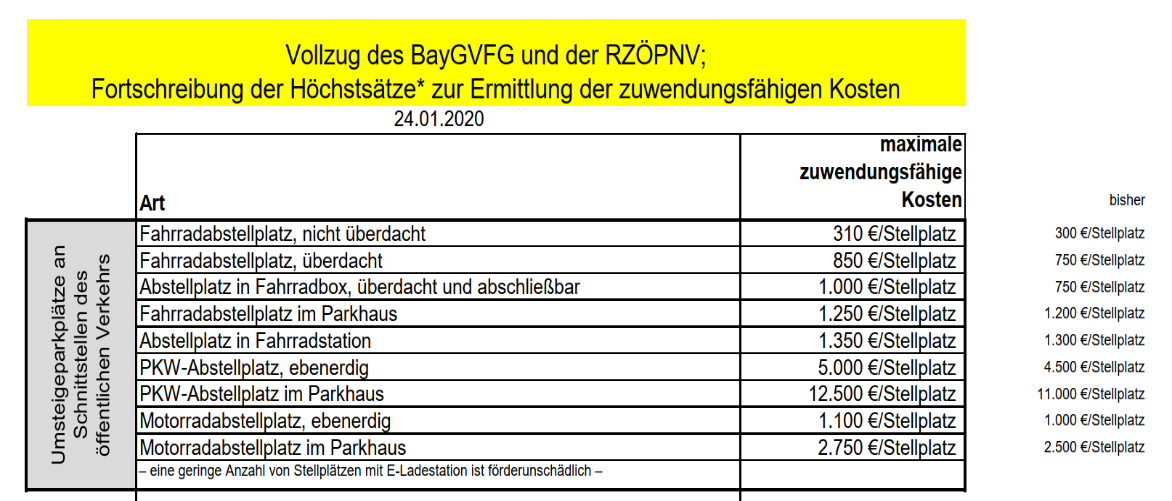 Vollzug des BayGVFG und der RZÖPNV;
Fortschreibung der Höchstsätze* zur Ermittlung der zuwendungsfähigen Kosten
24.01.2020
maximale
zuwendungsfähige
Art Kosten bisher
Umsteigeparkplätze an
Schnittstellen des
öffentlichen Verkehrs
Fahrradabstellplatz, nicht überdacht 310 €/Stellplatz 300 €/Stellplatz
Fahrradabstellplatz, überdacht 850 €/Stellplatz 750 €/Stellplatz
Abstellplatz in Fahrradbox, überdacht und abschließbar 1.000 €/Stellplatz 750 €/Stellplatz
Fahrradabstellplatz im Parkhaus 1.250 €/Stellplatz 1.200 €/Stellplatz
Abstellplatz in Fahrradstation 1.350 €/Stellplatz 1.300 €/Stellplatz
PKW-Abstellplatz, ebenerdig 5.000 €/Stellplatz 4.500 €/Stellplatz
PKW-Abstellplatz im Parkhaus 12.500 €/Stellplatz 11.000 €/Stellplatz
Motorradabstellplatz, ebenerdig 1.100 €/Stellplatz 1.000 €/Stellplatz
Motorradabstellplatz im Parkhaus 2.750 €/Stellplatz 2.500 €/Stellplatz
– eine geringe Anzahl von Stellplätzen mit E-Ladestation ist förderunschädlich –